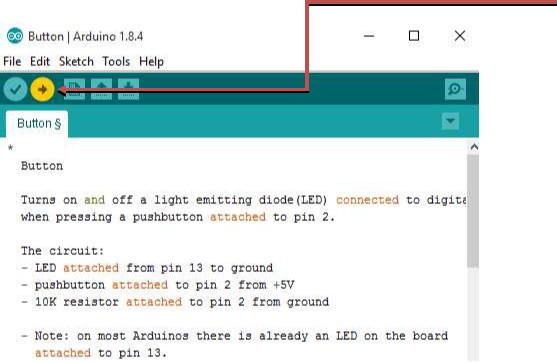 Button | Arduino 1.8.4
File Edit Sketch Tools Help
Button §
*
Button
Turns on and off a light emitting diode(LED) connected to digita
when pressing a pushbutton attached to pin 2.
The circuit:
- LED attached from pin 13 to ground
- pushbutton attached to pin 2 from +5V
- 10K resistor attached to pin 2 from ground
- Note: on most Arduinos there is already an LED on the board
attached to pin 13.